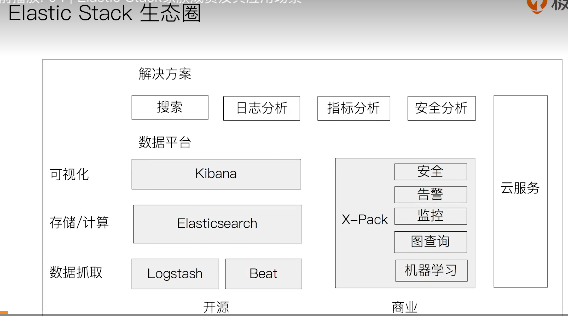 Elastic Stack 生态圈
解决方案
搜索
日志分析
指标分析
安全分析
数据平台
可视化
Kibana
存储/计算
Elasticsearch
数据抓取
Logstash
Beat
开源
X-Pack
安全
告警
监控
图查询
机器学习
商业
云服务